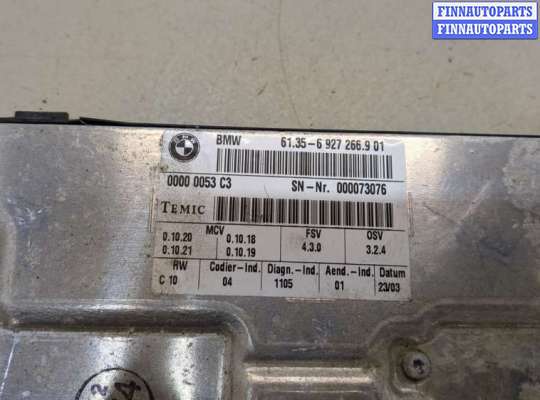 FINNAUTOPARTS
FINNAUTOPARTS
BMW 61.35-6 927 266.9 01
0000 0053 C3 SN-Nr. 000073076
TEMIC
MCV FSV OSV
0.10.20 0.10.18 4.3.0 3.2.4
0.10.21 0.10.19
RW Codier-Ind. Diagn.-Ind. Aend.-Ind. Datum
C 10 04 1105 01 23/03
2